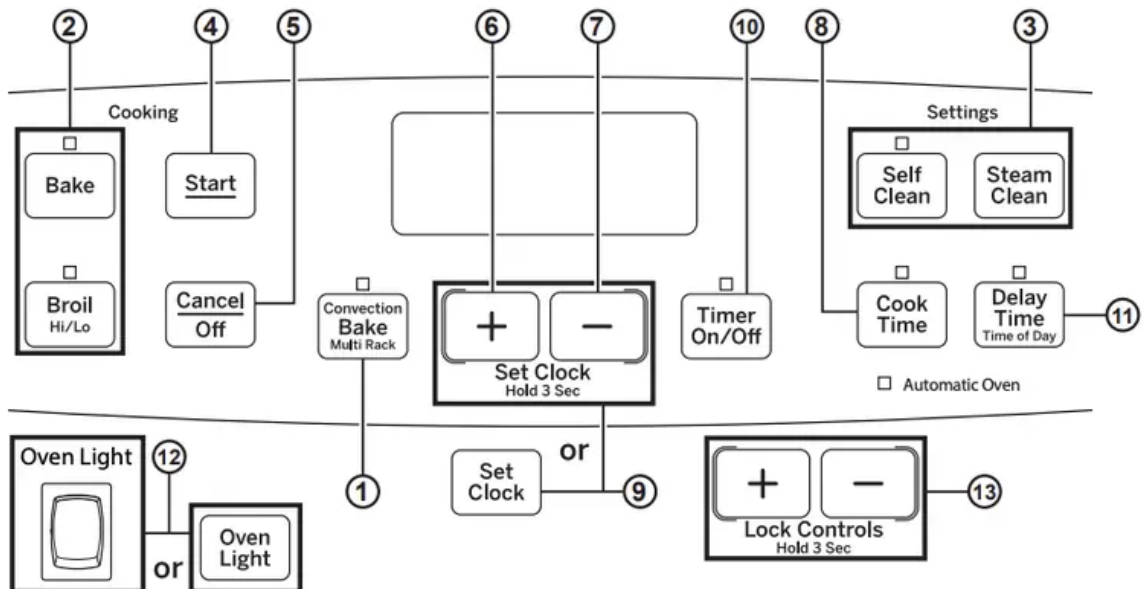 2 4 5 6 7 10 8 3
Cooking
Settings
Bake
Start
Self
Clean
Steam
Clean
Broil
Hi/Lo
Cancel
Off
Convection
Bake
Multi Rack
+ −
Set Clock
Hold 3 Sec
Timer
On/Off
Cook
Time
Delay
Time
Time of Day
11
Automatic Oven
Oven Light
12
or
Oven
Light
1
Set
Clock
or
9
+ −
Lock Controls
Hold 3 Sec
13